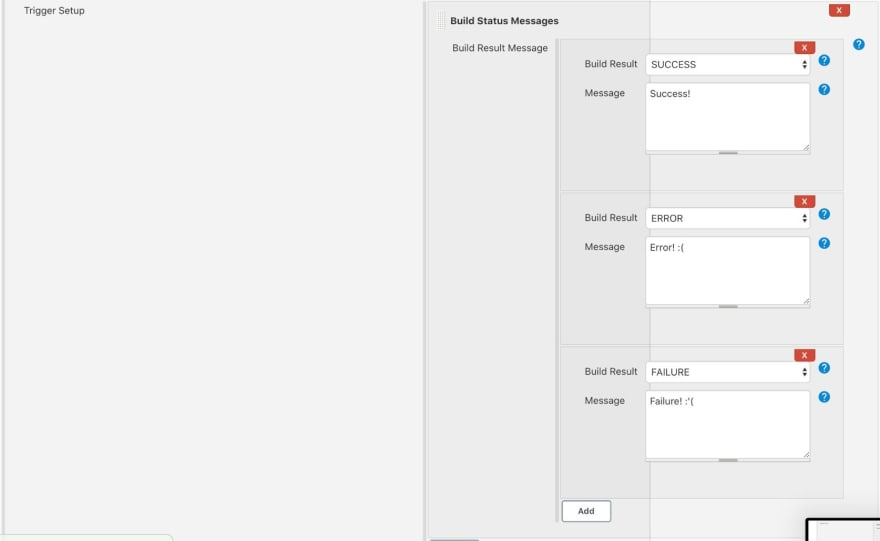 Trigger Setup
X
Build Status Messages
Build Result Message
X
?
Build Result SUCCESS ?
Message Success! ?
X
Build Result ERROR ?
Message Error! :( ?
X
Build Result FAILURE ?
Message Failure! :'( ?
Add